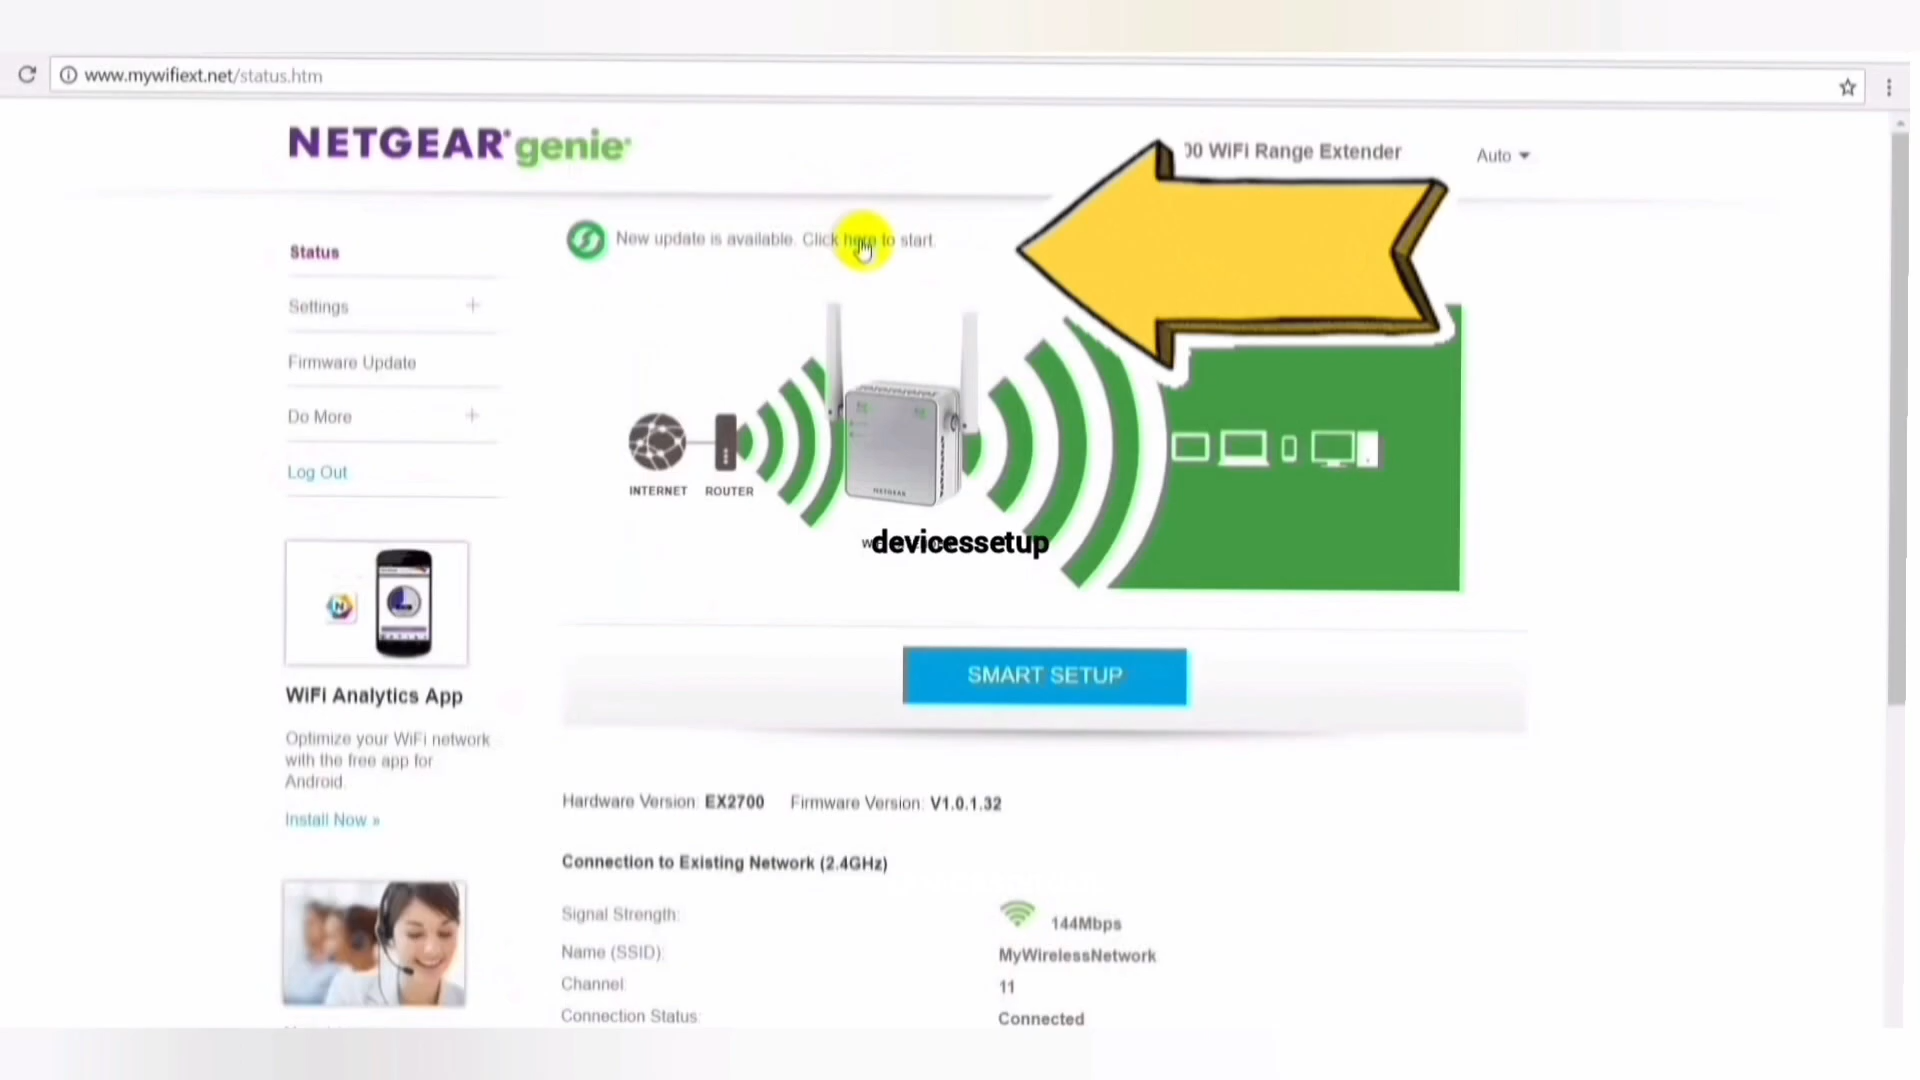 www.mywifiext.net/status.htm
NETGEAR genie
00 WiFi Range Extender
Auto
New update is available. Click here to start.
Status
Settings
Firmware Update
Do More
Log Out
INTERNET
ROUTER
NETGEAR
devicessetup
SMART SETUP
WiFi Analytics App
Optimize your WiFi network
with the free app for
Android.
Install Now »
Hardware Version: EX2700 Firmware Version: V1.0.1.32
Connection to Existing Network (2.4GHz)
Signal Strength: 144Mbps
Name (SSID): MyWirelessNetwork
Channel: 11
Connection Status: Connected